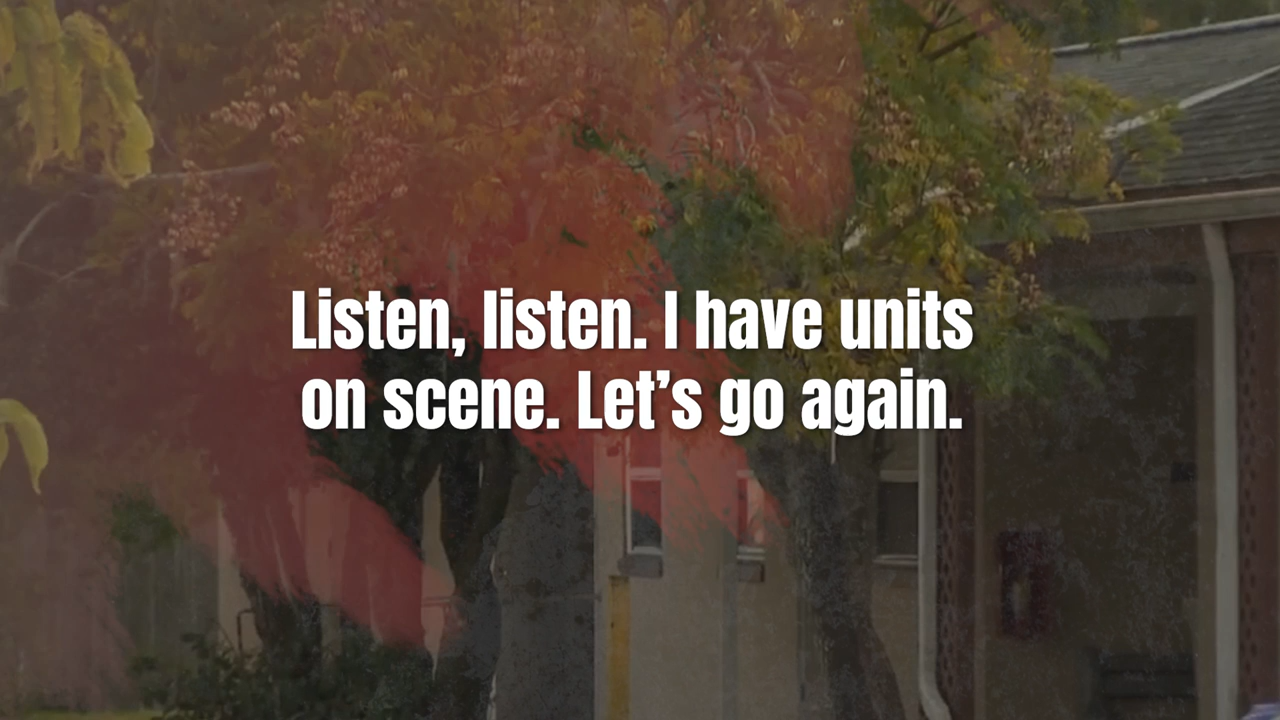 Listen, listen. I have units
on scene. Let’s go again.